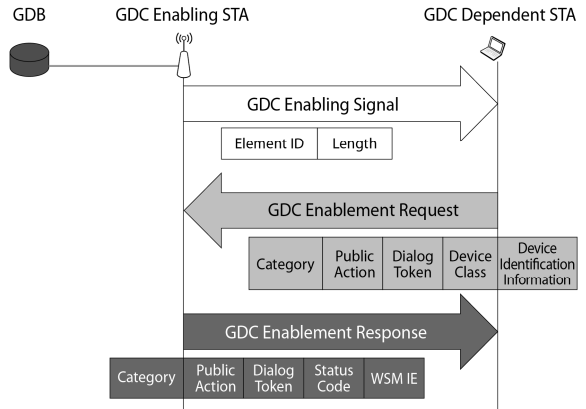 GDB GDC Enabling STA GDC Dependent STA
GDC Enabling Signal
Element ID Length
GDC Enablement Request
Category Public Action Dialog Token Device Class Device Identification Information
GDC Enablement Response
Category Public Action Dialog Token Status Code WSM IE